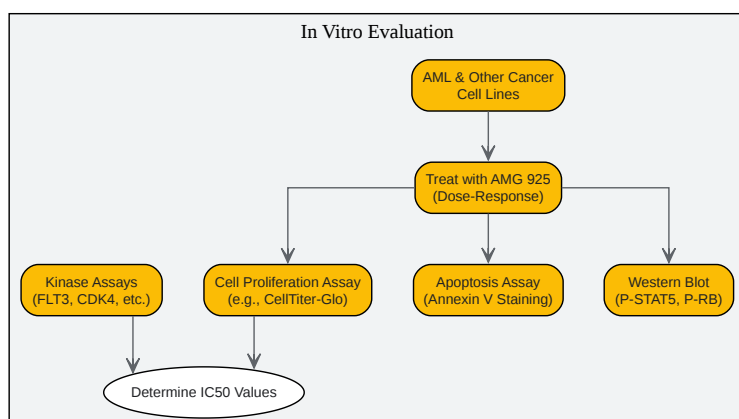 In Vitro Evaluation
AML & Other Cancer
Cell Lines
Treat with AMG 925
(Dose-Response)
Kinase Assays
(FLT3, CDK4, etc.)
Cell Proliferation Assay
(e.g., CellTiter-Glo)
Apoptosis Assay
(Annexin V Staining)
Western Blot
(P-STAT5, P-RB)
Determine IC50 Values